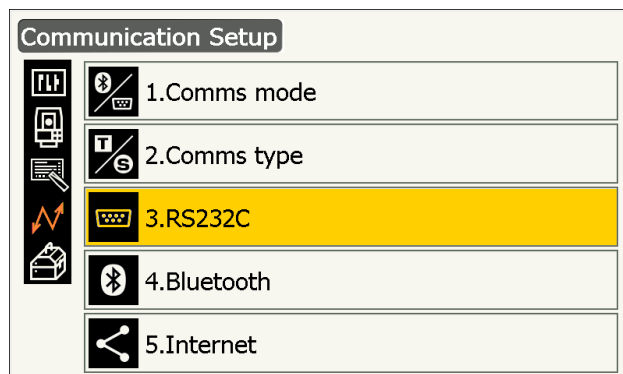 Communication Setup
1.Comms mode
T
S
2.Comms type
3.RS232C
4.Bluetooth
5.Internet